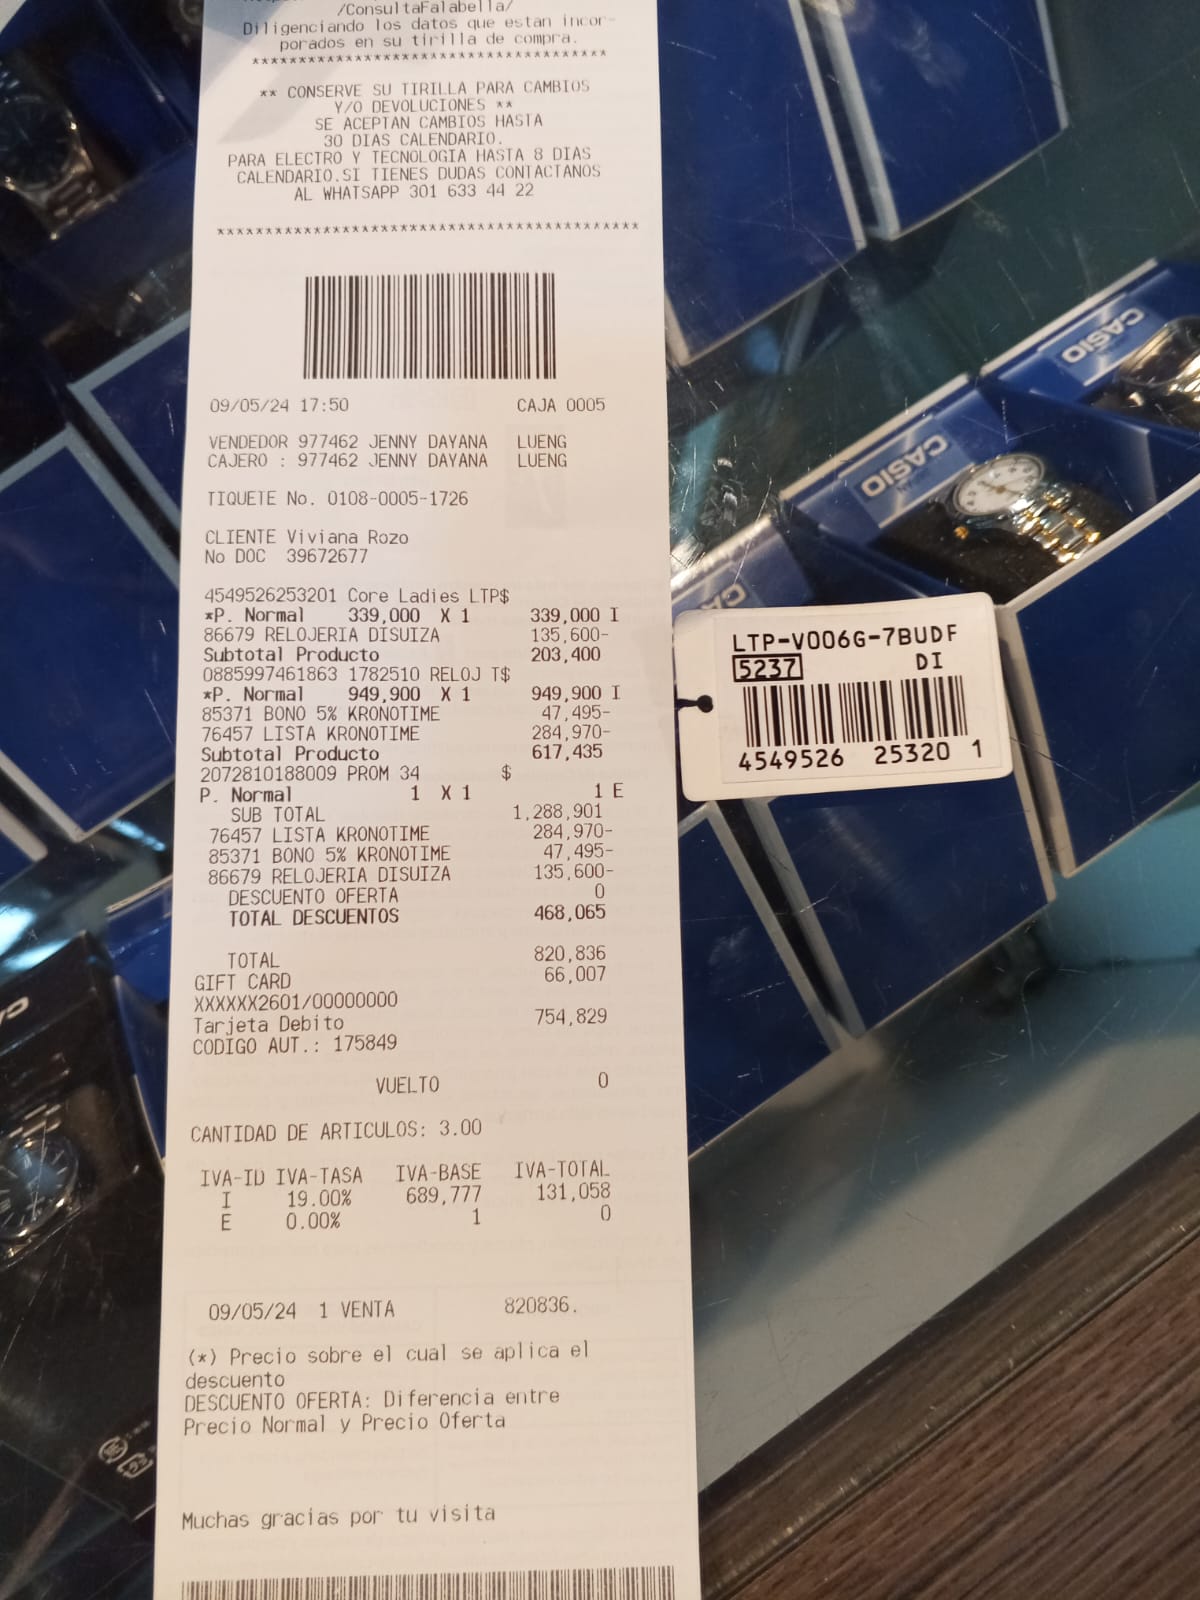 /ConsultaFalabella/
Diligenciando los datos que estan incor-
porados en su tirilla de compra.
*****************************************
** CONSERVE SU TIRILLA PARA CAMBIOS
Y/O DEVOLUCIONES **
SE ACEPTAN CAMBIOS HASTA
30 DIAS CALENDARIO.
PARA ELECTRO Y TECNOLOGIA HASTA 8 DIAS
CALENDARIO.SI TIENES DUDAS CONTACTANOS
AL WHATSAPP 301 633 44 22
*****************************************
09/05/24 17:50 CAJA 0005
VENDEDOR 977462 JENNY DAYANA LUENG
CAJERO : 977462 JENNY DAYANA LUENG
TIQUETE No. 0108-0005-1726
CLIENTE Viviana Rozo
No DOC 39672677
4549526253201 Core Ladies LTP$
*P. Normal 339,000 X 1 339,000 I
86679 RELOJERIA DISUIZA 135,600-
Subtotal Producto 203,400
0885997461863 1782510 RELOJ T$
*P. Normal 949,900 X 1 949,900 I
85371 BONO 5% KRONOTIME 47,495-
76457 LISTA KRONOTIME 284,970-
Subtotal Producto 617,435
2072810188009 PROM 34 $
P. Normal 1 X 1 1 E
SUB TOTAL 1,288,901
76457 LISTA KRONOTIME 284,970-
85371 BONO 5% KRONOTIME 47,495-
86679 RELOJERIA DISUIZA 135,600-
DESCUENTO OFERTA 0
TOTAL DESCUENTOS 468,065
TOTAL 820,836
GIFT CARD 66,007
XXXXXX2601/00000000
Tarjeta Debito 754,829
CODIGO AUT.: 175849
VUELTO 0
CANTIDAD DE ARTICULOS: 3.00
IVA-ID IVA-TASA IVA-BASE IVA-TOTAL
I 19.00% 689,777 131,058
E 0.00% 1 0
09/05/24 1 VENTA 820836.
(*) Precio sobre el cual se aplica el
descuento
DESCUENTO OFERTA: Diferencia entre
Precio Normal y Precio Oferta
Muchas gracias por tu visita
LTP-V006G-7BUDF
5237 DI
4549526 25320 1
CASIO
CASIO